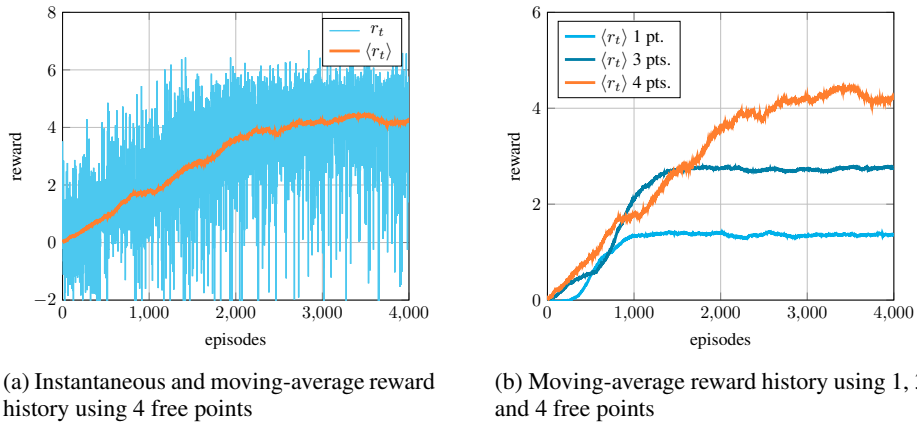 8
6
4
2
0
−2
0
1,000
2,000
3,000
4,000
episodes
reward
r_t
⟨r_t⟩
(a) Instantaneous and moving-average reward
history using 4 free points
6
4
2
0
0
1,000
2,000
3,000
4,000
episodes
reward
⟨r_t⟩ 1 pt.
⟨r_t⟩ 3 pts.
⟨r_t⟩ 4 pts.
(b) Moving-average reward history using 1,
and 4 free points